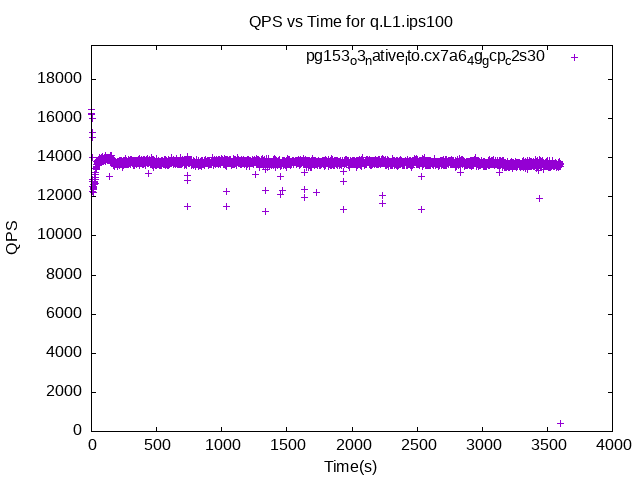 QPS vs Time for q.L1.ips100
pg153_o3_native_lto.cx7a6_4g_gcp_c2s30
18000
16000
14000
12000
10000
8000
6000
4000
2000
0
QPS
0 500 1000 1500 2000 2500 3000 3500 4000
Time(s)